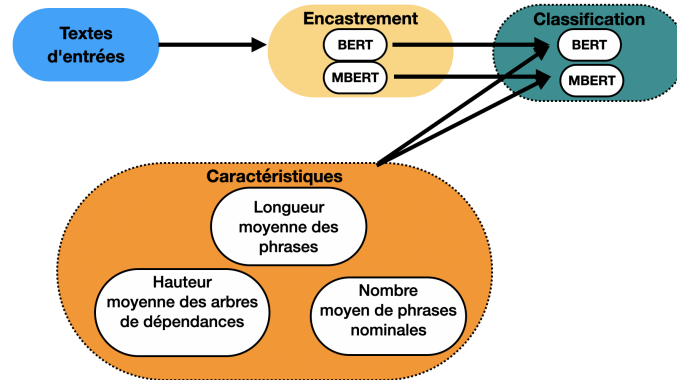 Textes
d'entrées
Encastrement
BERT
MBERT
Classification
BERT
MBERT
Caractéristiques
Longueur
moyenne des
phrases
Hauteur
moyenne des arbres
de dépendances
Nombre
moyen de phrases
nominales